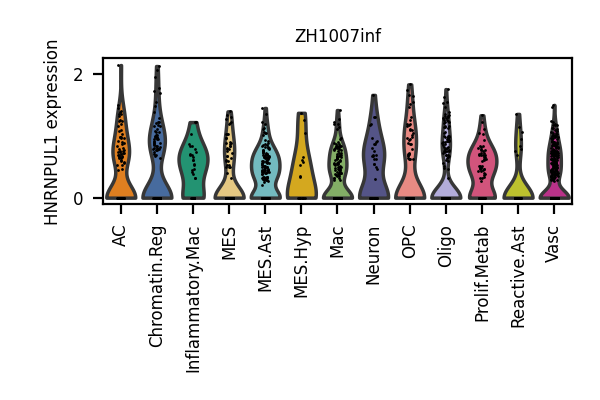 ZH1007inf
HNRNPUL1 expression
2
0
AC
Chromatin.Reg
Inflammatory.Mac
MES
MES.Ast
MES.Hyp
Mac
Neuron
OPC
Oligo
Prolif.Metab
Reactive.Ast
Vasc